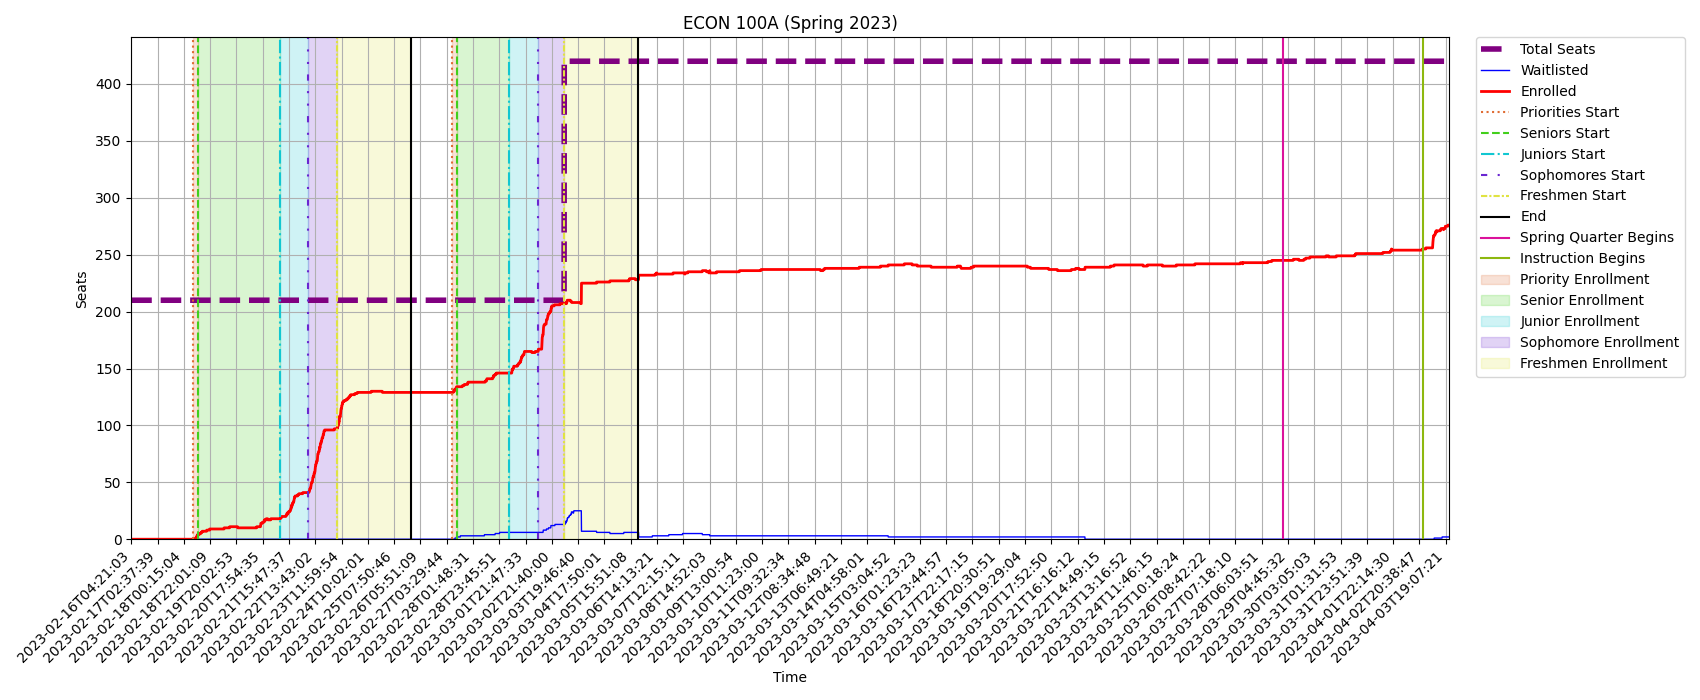 ECON 100A (Spring 2023)
Seats
400
350
300
250
200
150
100
50
0
2023-02-16T04:21:03
2023-02-17T02:37:39
2023-02-18T00:15:04
2023-02-18T22:01:09
2023-02-19T20:02:53
2023-02-20T17:54:35
2023-02-21T15:47:37
2023-02-22T13:43:02
2023-02-23T11:59:54
2023-02-24T10:02:01
2023-02-25T07:50:46
2023-02-26T05:51:09
2023-02-27T03:29:44
2023-02-28T01:48:31
2023-02-28T23:45:51
2023-03-01T21:47:33
2023-03-02T21:40:00
2023-03-03T19:46:40
2023-03-04T17:50:01
2023-03-05T15:51:08
2023-03-06T14:13:21
2023-03-07T12:15:11
2023-03-08T14:52:03
2023-03-09T13:00:54
2023-03-10T11:23:00
2023-03-11T09:32:34
2023-03-12T08:34:48
2023-03-13T06:49:21
2023-03-14T04:58:01
2023-03-15T03:04:52
2023-03-16T01:23:23
2023-03-16T23:44:57
2023-03-17T22:17:15
2023-03-18T20:30:51
2023-03-19T19:29:04
2023-03-20T17:52:50
2023-03-21T16:16:12
2023-03-22T14:49:15
2023-03-23T13:16:52
2023-03-24T11:46:15
2023-03-25T10:18:24
2023-03-26T08:42:22
2023-03-27T07:18:10
2023-03-28T06:03:51
2023-03-29T04:45:32
2023-03-30T03:05:03
2023-03-31T01:31:53
2023-03-31T23:51:39
2023-04-01T22:14:30
2023-04-02T20:38:47
2023-04-03T19:07:21
Time
Total Seats
Waitlisted
Enrolled
Priorities Start
Seniors Start
Juniors Start
Sophomores Start
Freshmen Start
End
Spring Quarter Begins
Instruction Begins
Priority Enrollment
Senior Enrollment
Junior Enrollment
Sophomore Enrollment
Freshmen Enrollment